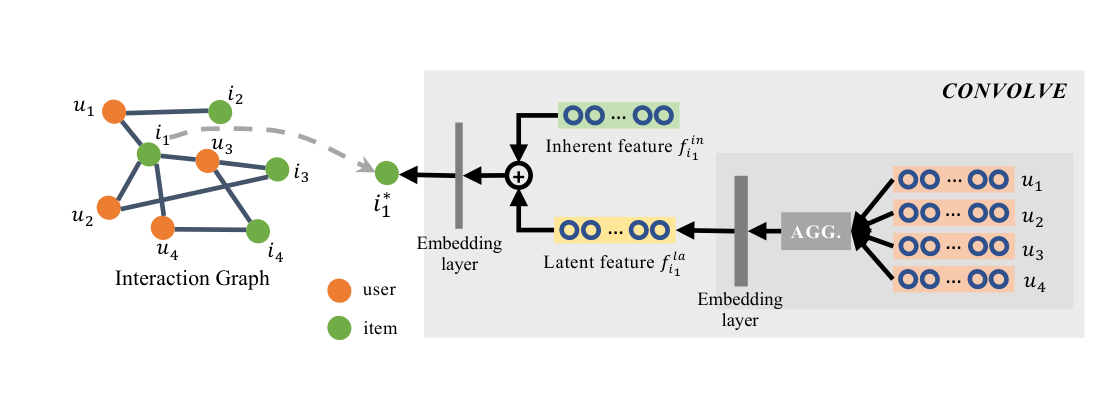 CONVOLVE
u₁
i₂
i₁
u₃
i₃
u₂
u₄
i₄
Interaction Graph
user
item
i₁*
Embedding
layer
+
Inherent feature f_{i₁}^{in}
Latent feature f_{i₁}^{la}
Embedding
layer
AGG.
u₁
u₂
u₃
u₄